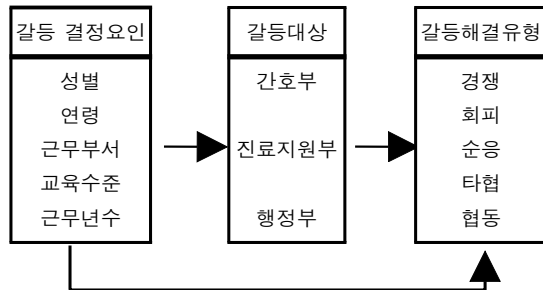 갈등 결정요인
성별
연령
근무부서
교육수준
근무년수
갈등대상
간호부
진료지원부
행정부
갈등해결유형
경쟁
회피
순응
타협
협동